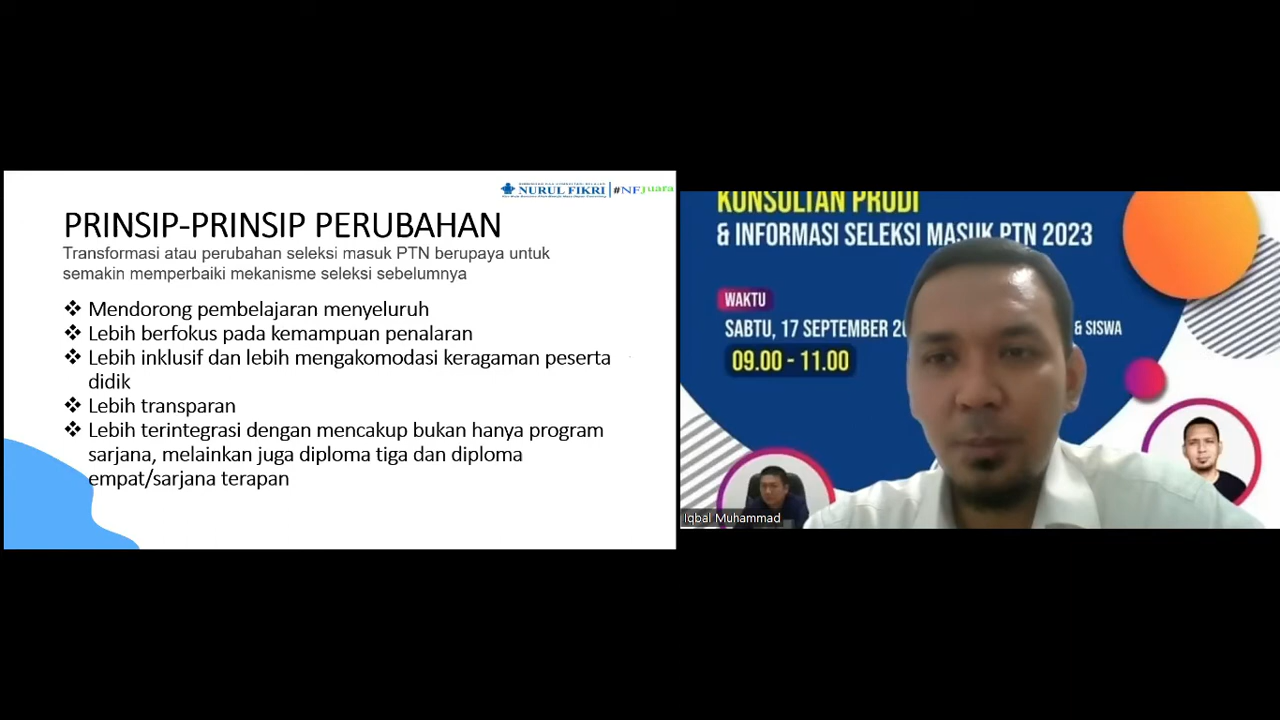 NURUL FIKRI
#NFJuara
PRINSIP-PRINSIP PERUBAHAN
Transformasi atau perubahan seleksi masuk PTN berupaya untuk
semakin memperbaiki mekanisme seleksi sebelumnya
❖ Mendorong pembelajaran menyeluruh
❖ Lebih berfokus pada kemampuan penalaran
❖ Lebih inklusif dan lebih mengakomodasi keragaman peserta
didik
❖ Lebih transparan
❖ Lebih terintegrasi dengan mencakup bukan hanya program
sarjana, melainkan juga diploma tiga dan diploma
empat/sarjana terapan
KONSULTAN PRODI
& INFORMASI SELEKSI MASUK PTN 2023
WAKTU
SABTU, 17 SEPTEMBER 20
& SISWA
09.00 - 11.00
Iqbal Muhammad